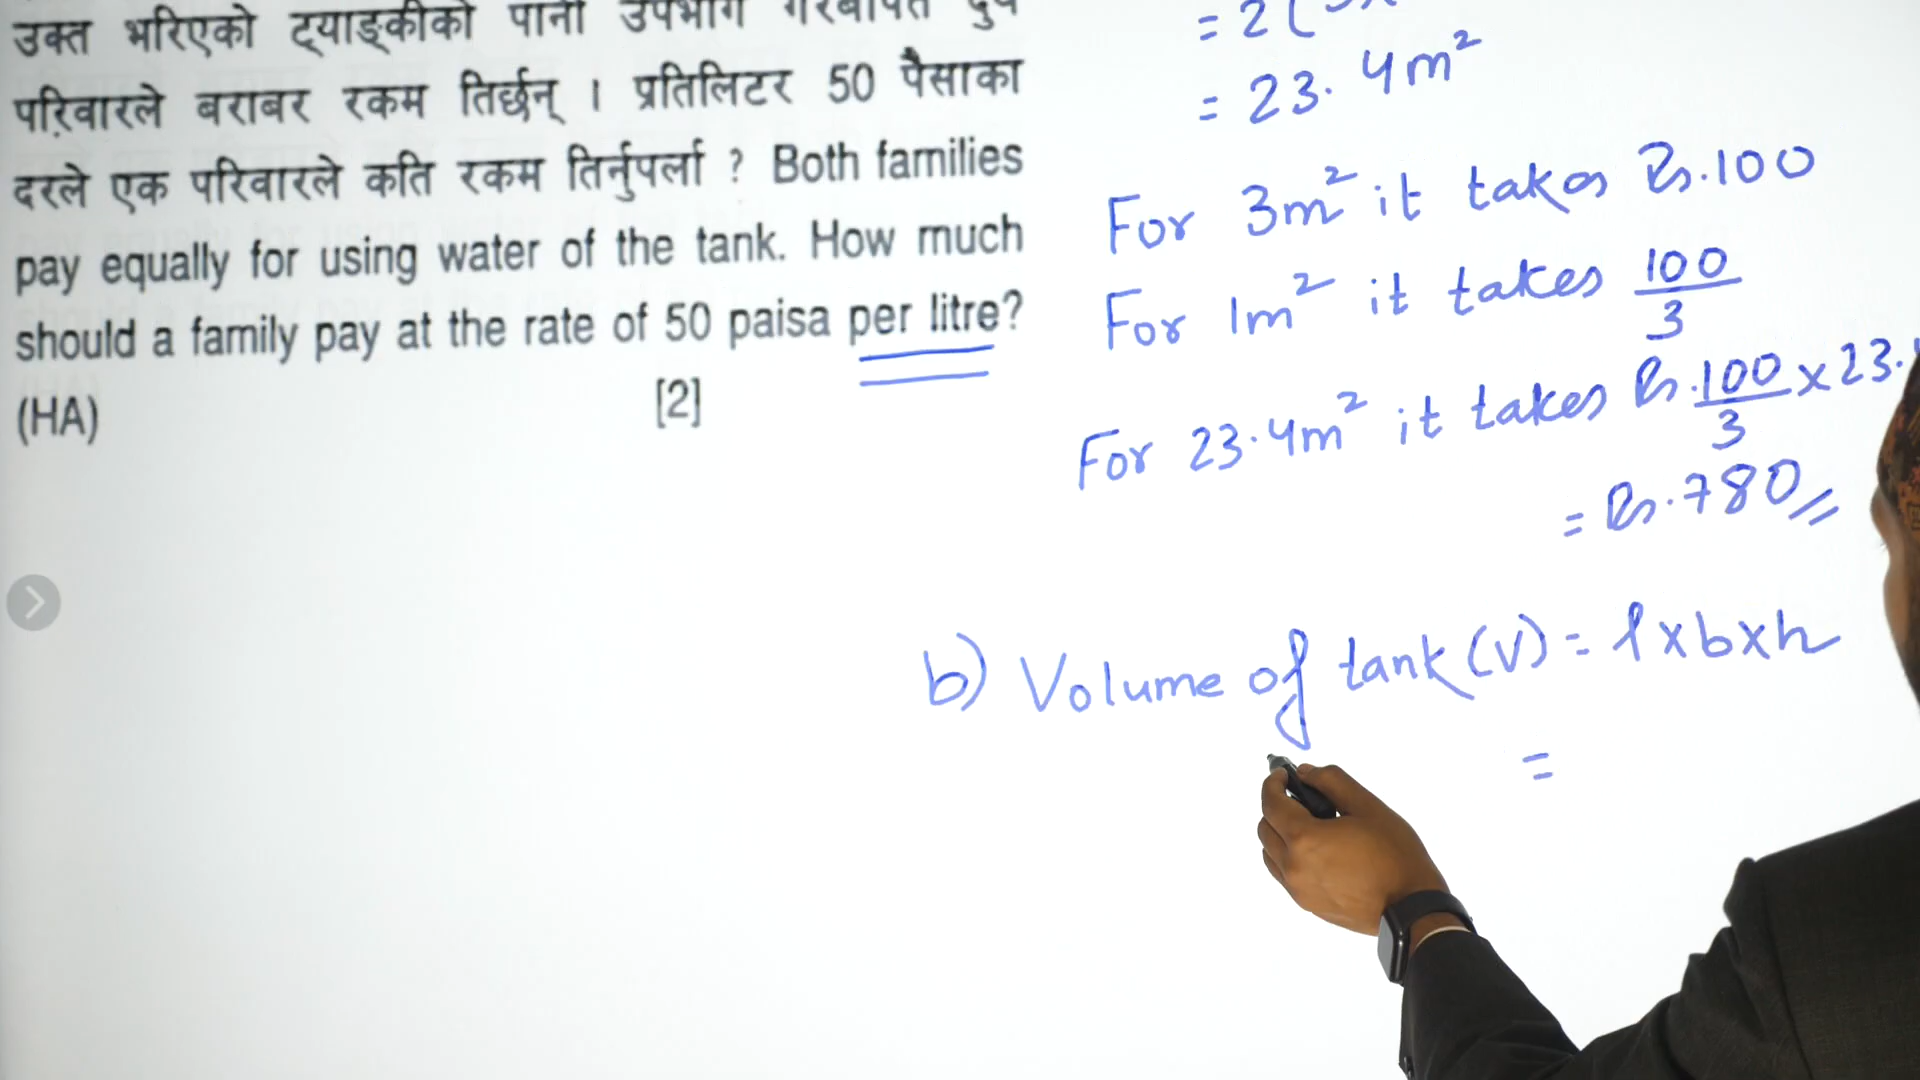 उक्त भरिएको ट्याङ्कीको पानी उपभोग गरेबापत दुवै
परिवारले बराबर रकम तिर्छन् । प्रतिलिटर 50 पैसाका
दरले एक परिवारले कति रकम तिर्नुपर्ला ? Both families
pay equally for using water of the tank. How much
should a family pay at the rate of 50 paisa per litre?
(HA) [2]
= 2(
= 23.4m²
For 3m² it takes Rs.100
For 1m² it takes 100/3
For 23.4m² it takes Rs.100/3 × 23.
= Rs.780//
b) Volume of tank (V) = l×b×h
=